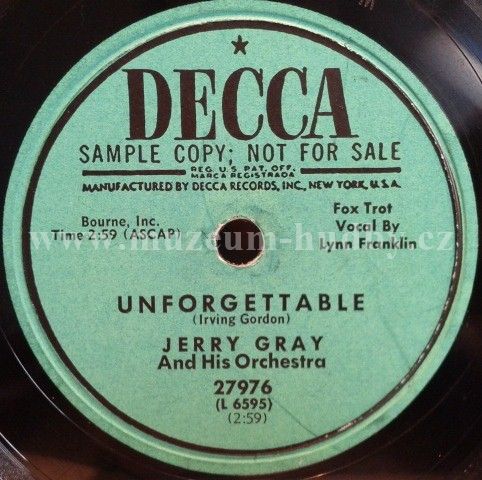 ★
DECCA
SAMPLE COPY; NOT FOR SALE
REG. U.S. PAT. OFF.
MARCA REGISTRADA
MANUFACTURED BY DECCA RECORDS, INC., NEW YORK, U.S.A.
Bourne, Inc.
Time 2:59 (ASCAP)
Fox Trot
Vocal By
Lynn Franklin
www.muzeum-hudby.cz
UNFORGETTABLE
(Irving Gordon)
JERRY GRAY
And His Orchestra
27976
(L 6595)
(2:59)